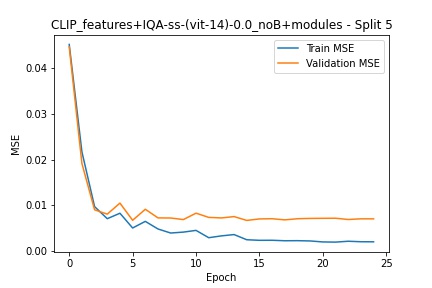 CLIP_features+IQA-ss-(vit-14)-0.0_noB+modules - Split 5
Train MSE
Validation MSE
0.04
0.03
0.02
0.01
0.00
MSE
0 5 10 15 20 25
Epoch